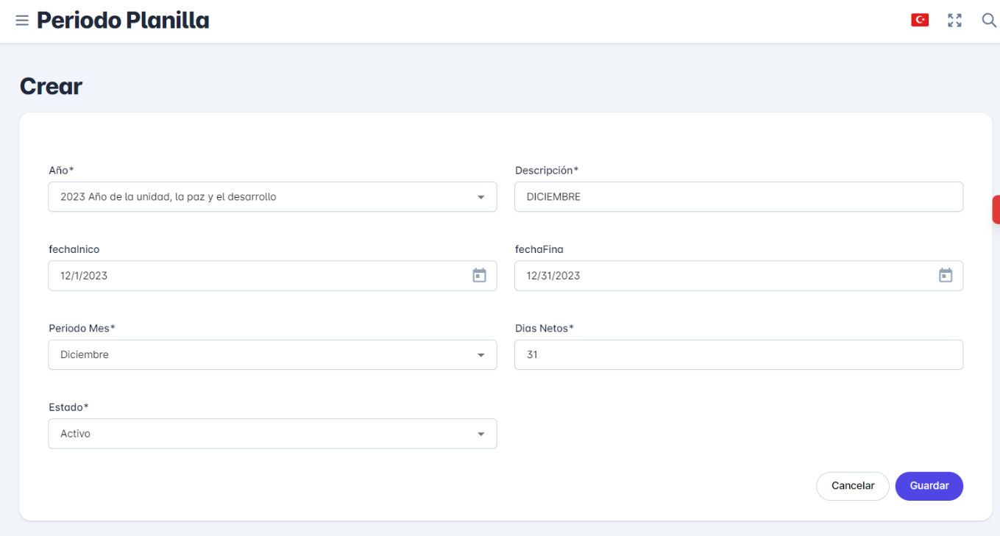 Periodo Planilla
Crear
Año*
2023 Año de la unidad, la paz y el desarrollo
Descripción*
DICIEMBRE
fechaInico
12/1/2023
fechaFina
12/31/2023
Periodo Mes*
Diciembre
Dias Netos*
31
Estado*
Activo
Cancelar
Guardar